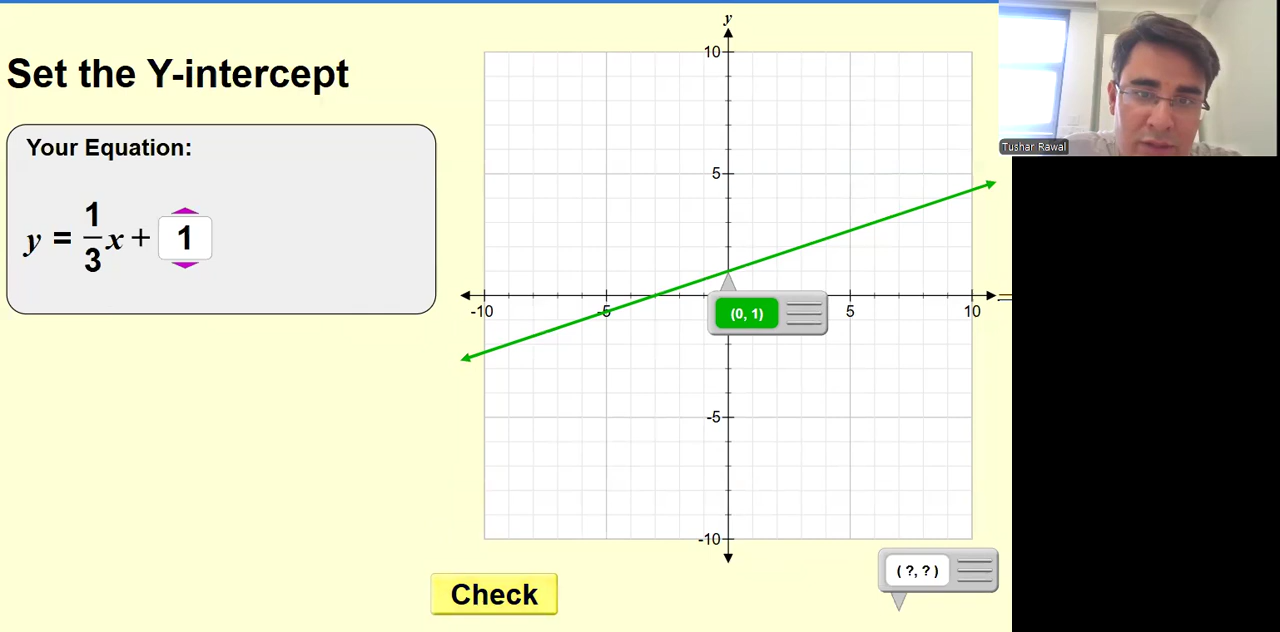 Set the Y-intercept
Your Equation:
y = 1/3 x + 1
y
10
5
-10
-5
5
10
(0, 1)
-5
-10
( ?, ? )
Check
Tushar Rawal